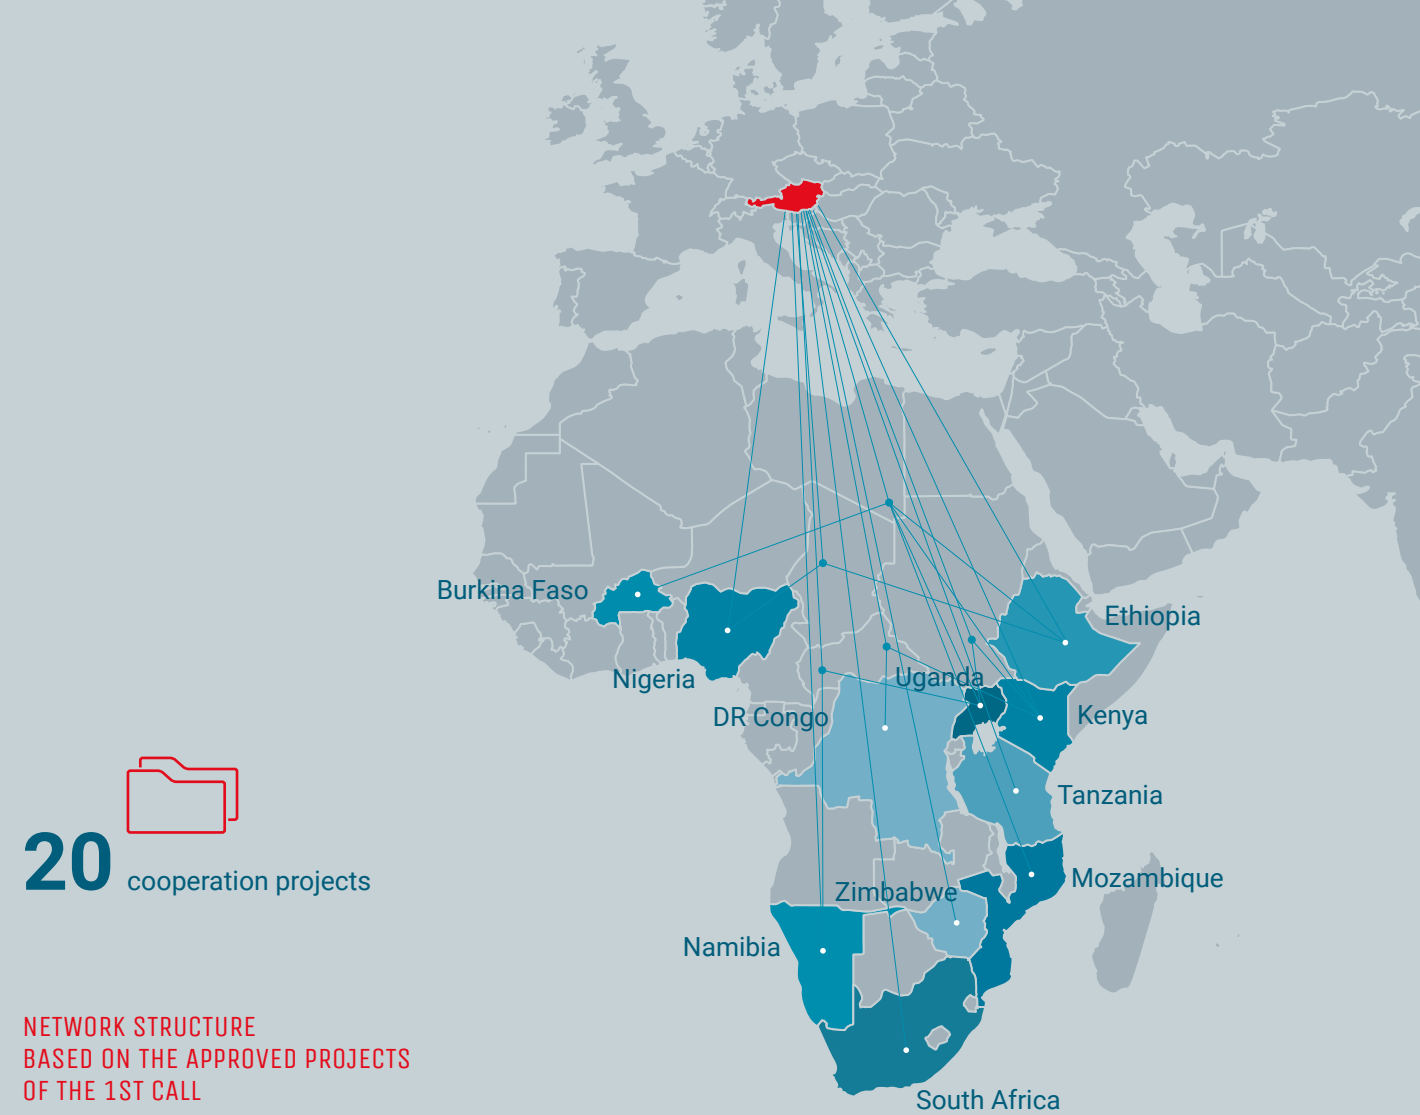 Burkina Faso
Ethiopia
Nigeria
Uganda
DR Congo
Kenya
Tanzania
20 cooperation projects
Mozambique
Zimbabwe
Namibia
NETWORK STRUCTURE
BASED ON THE APPROVED PROJECTS
OF THE 1ST CALL
South Africa